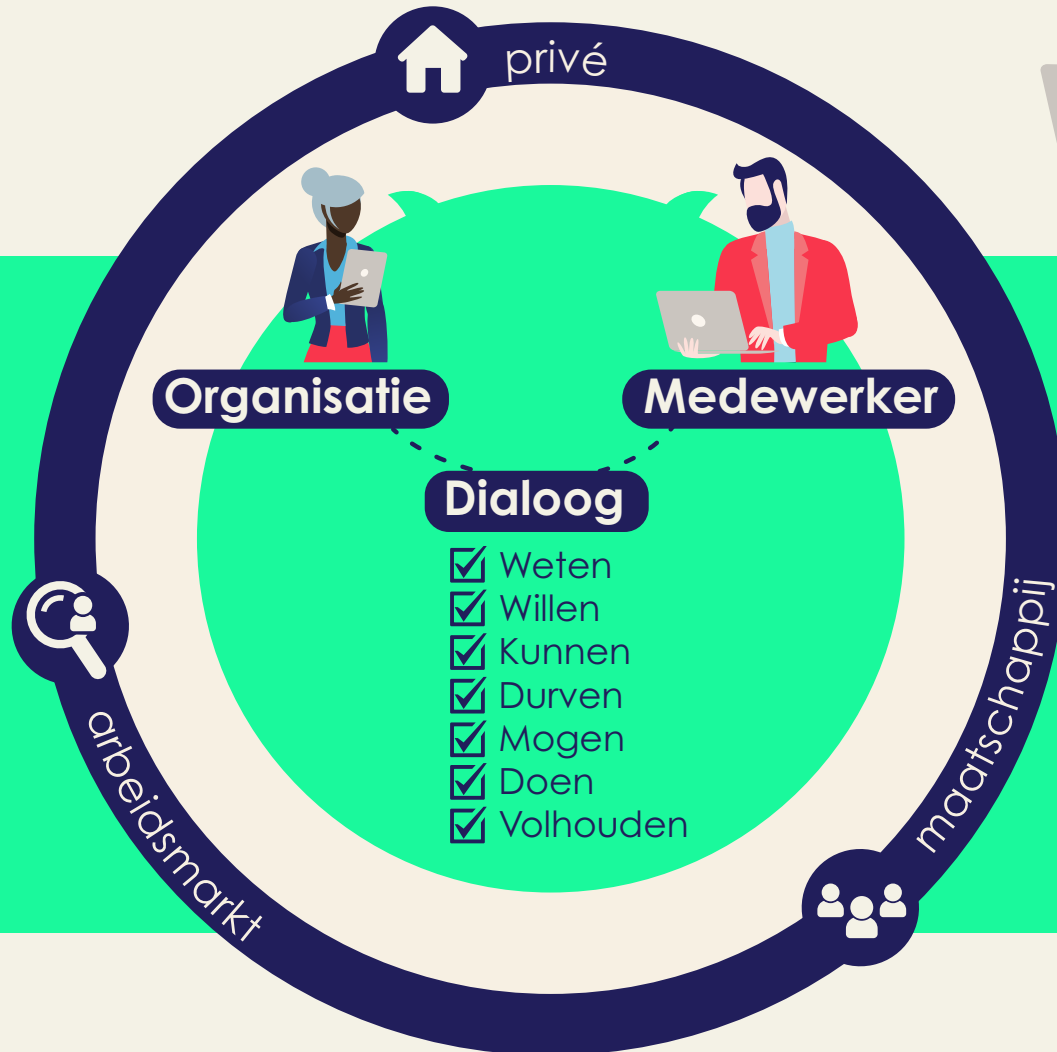 privé
Organisatie
Medewerker
Dialoog
Weten
Willen
Kunnen
Durven
Mogen
Doen
Volhouden
arbeidsmarkt
maatschappij